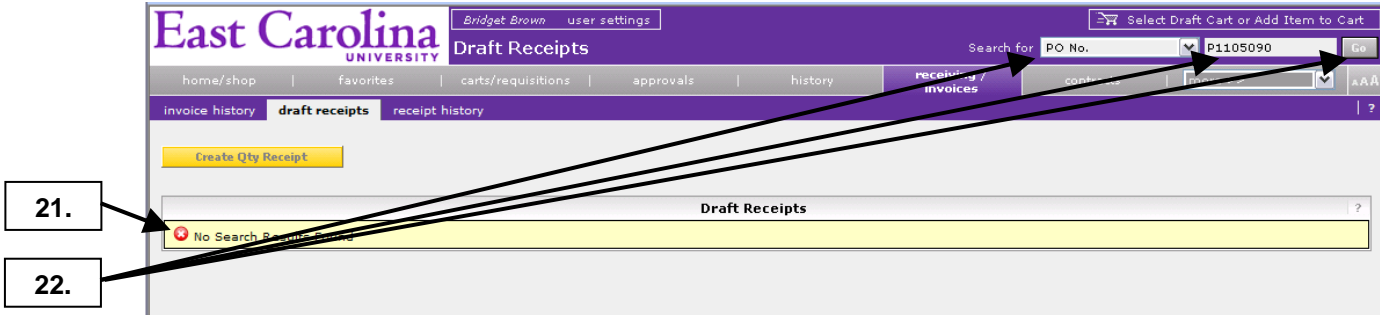 East Carolina
UNIVERSITY
Bridget Brown user settings
Select Draft Cart or Add Item to Cart
Draft Receipts
Search for PO No. P1105090 Go
home/shop | favorites | carts/requisitions | approvals | history
receiving /
invoices
| AAA
invoice history draft receipts receipt history | ?
Create Qty Receipt
21.
Draft Receipts ?
No Search Results Found
22.